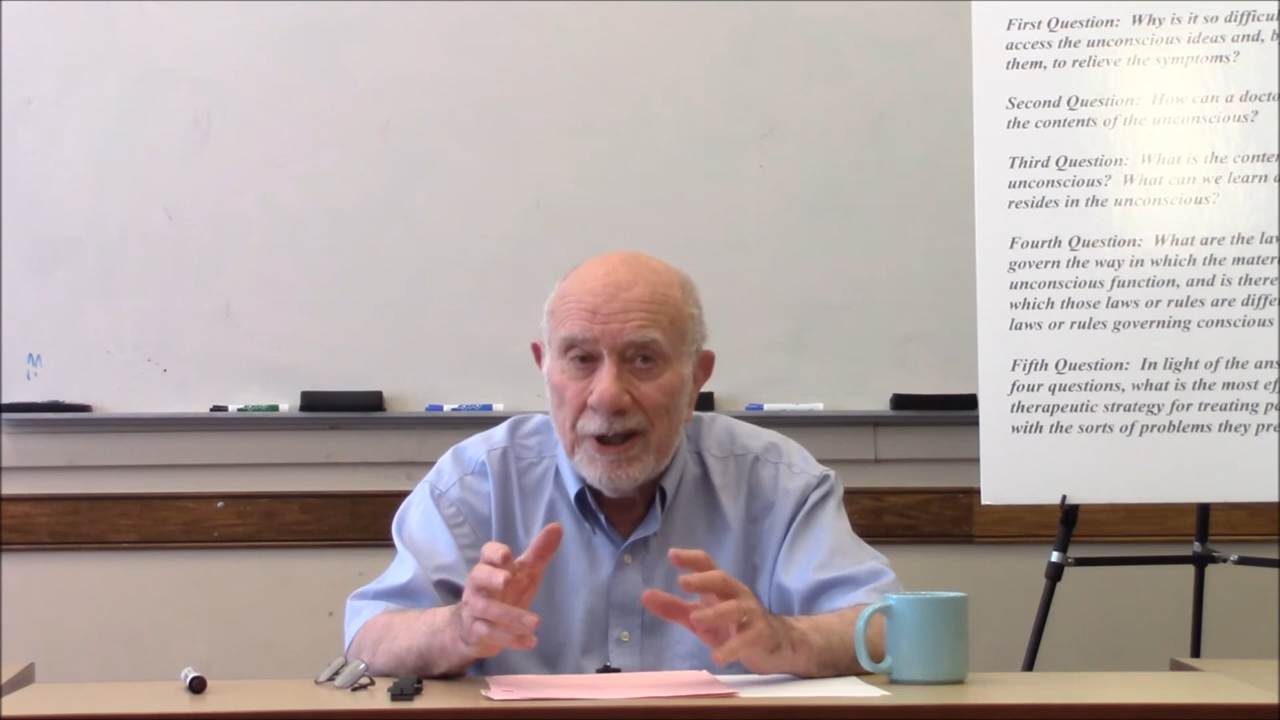 First Question: Why is it so difficul
access the unconscious ideas and, b
them, to relieve the symptoms?
Second Question: How can a docto
the contents of the unconscious?
Third Question: What is the conte
unconscious? What can we learn a
resides in the unconscious?
Fourth Question: What are the law
govern the way in which the mater
unconscious function, and is there
which those laws or rules are diffe
laws or rules governing conscious
Fifth Question: In light of the ans
four questions, what is the most ef
therapeutic strategy for treating p
with the sorts of problems they pre
M